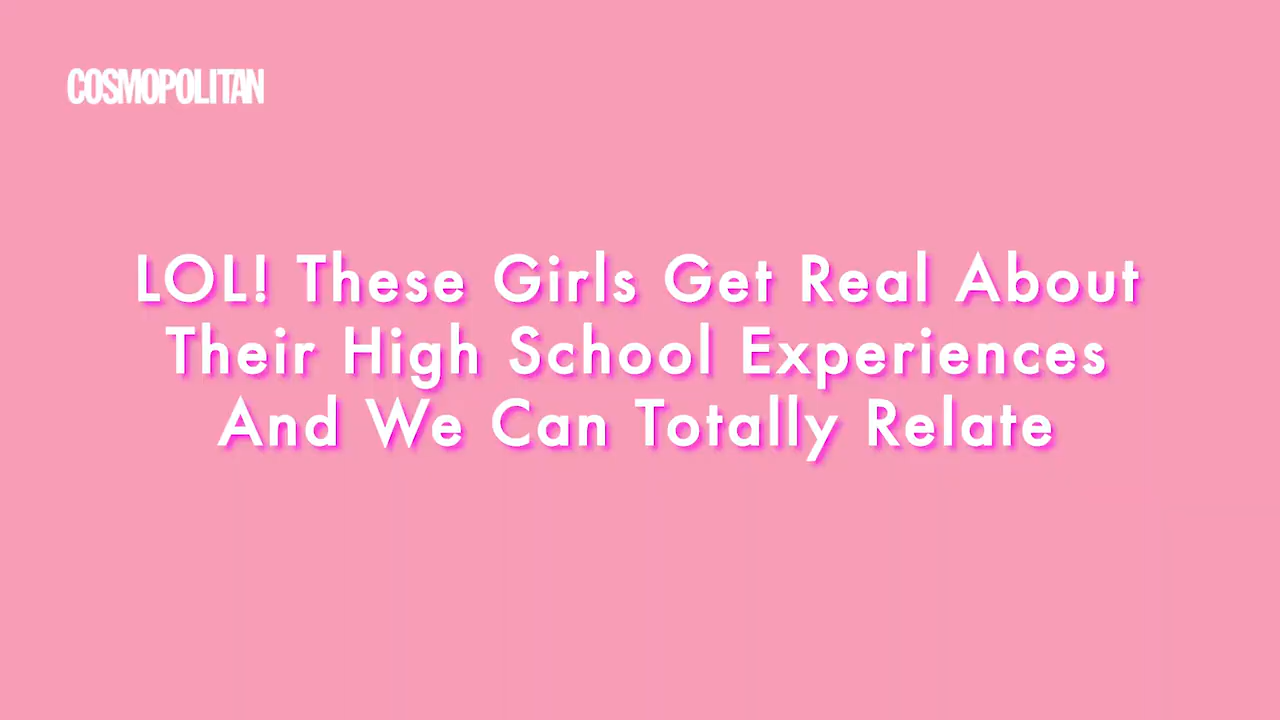 COSMOPOLITAN
LOL! These Girls Get Real About
Their High School Experiences
And We Can Totally Relate